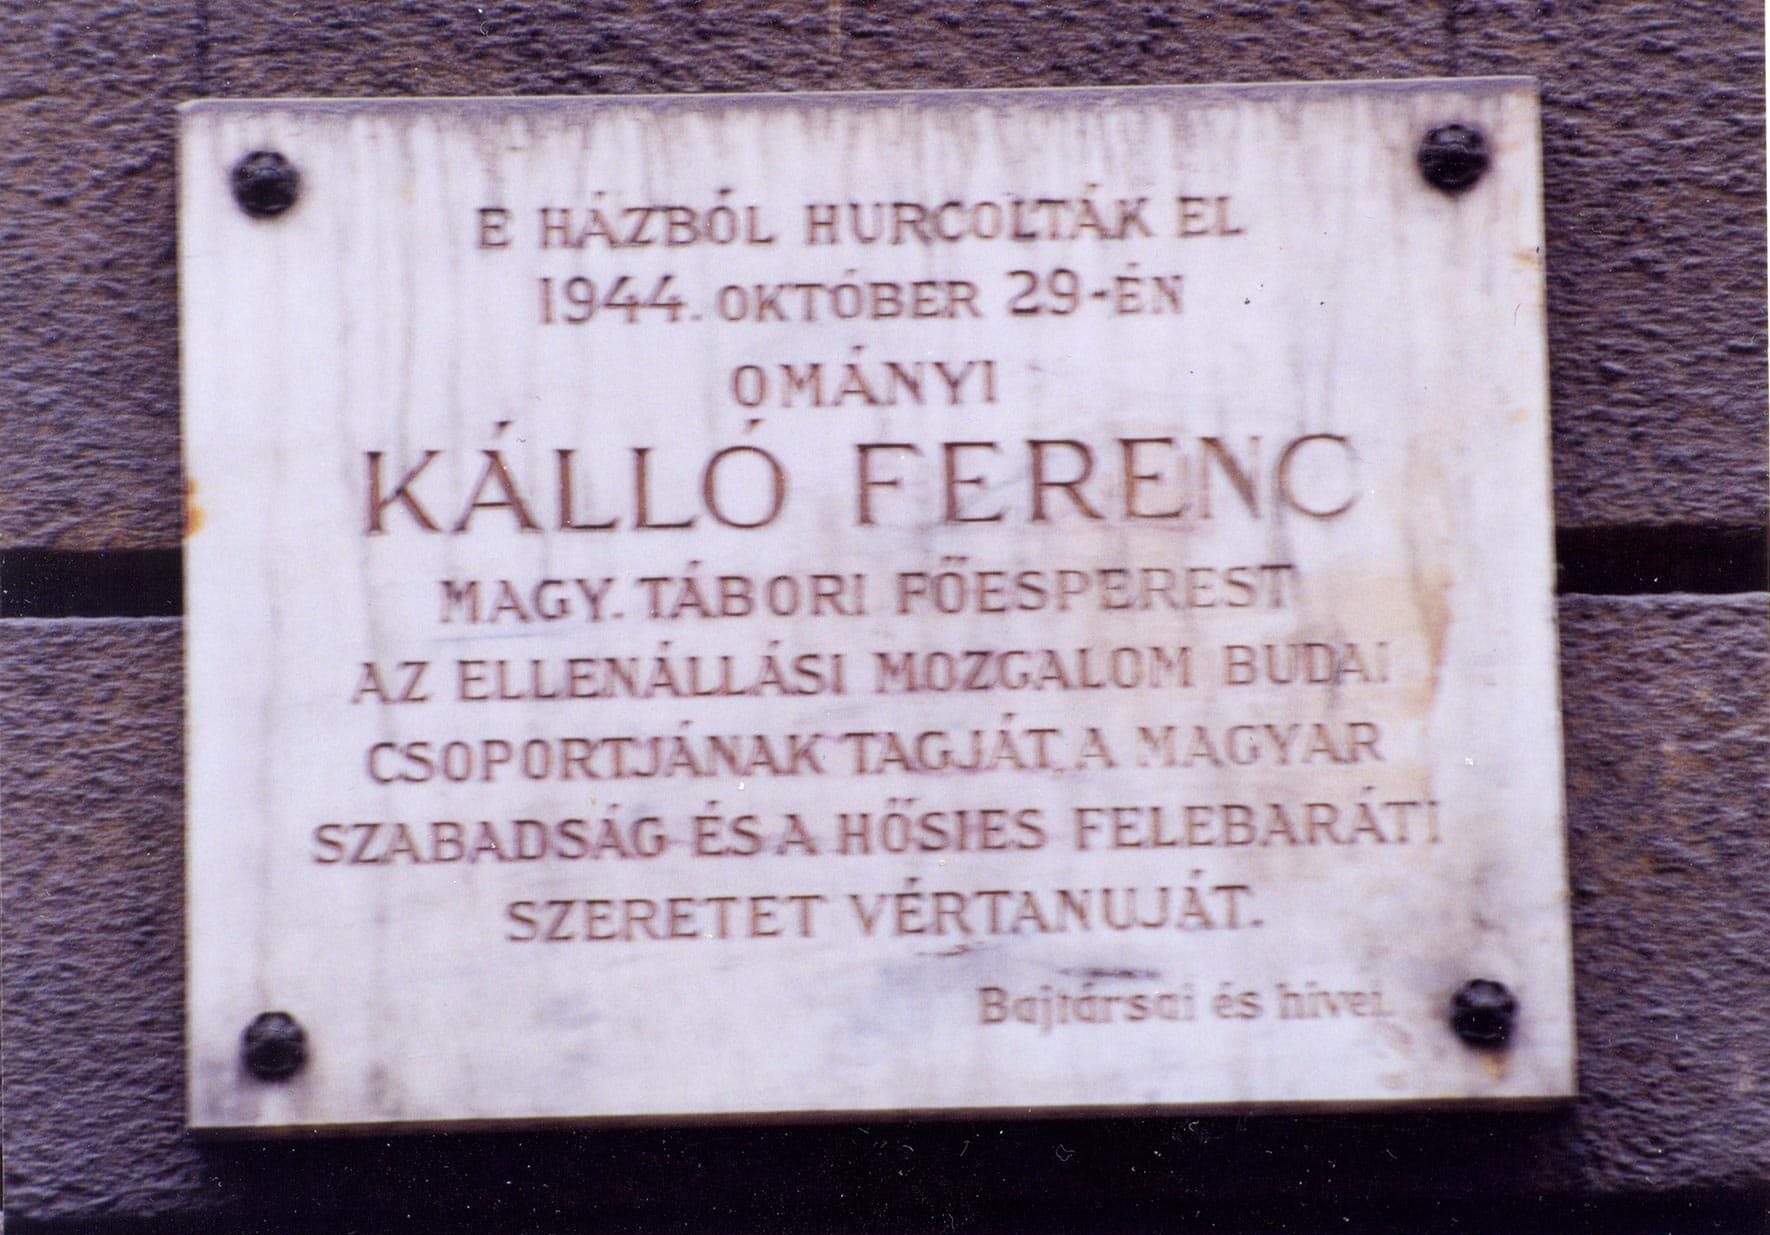 E HÁZBÓL HURCOLTÁK EL
1944. OKTÓBER 29-ÉN
OMÁNYI
KÁLLÓ FERENC
MAGY. TÁBORI FŐESPEREST
AZ ELLENÁLLÁSI MOZGALOM BUDAI
CSOPORTJÁNAK TAGJÁT, A MAGYAR
SZABADSÁG ÉS A HŐSIES FELEBARÁTI
SZERETET VÉRTANUJÁT.
Bajtársai és hívei.